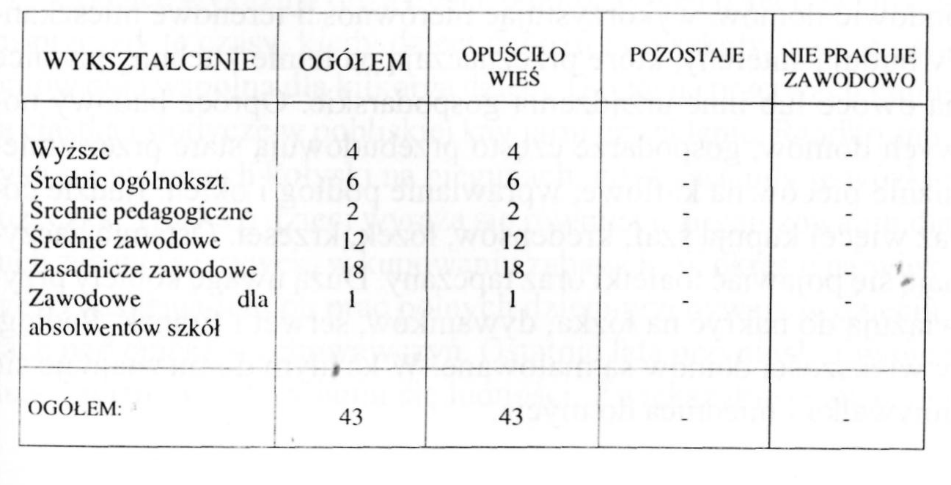 WYKSZTAŁCENIE OGÓŁEM OPUŚCIŁO WIEŚ POZOSTAJE NIE PRACUJE ZAWODOWO
Wyższe 4 4 - -
Średnie ogólnokszt. 6 6 - -
Średnie pedagogiczne 2 2 - -
Średnie zawodowe 12 12 - -
Zasadnicze zawodowe 18 18 - -
Zawodowe dla 1 1 - -
absolwentów szkół
OGÓŁEM: 43 43 - -